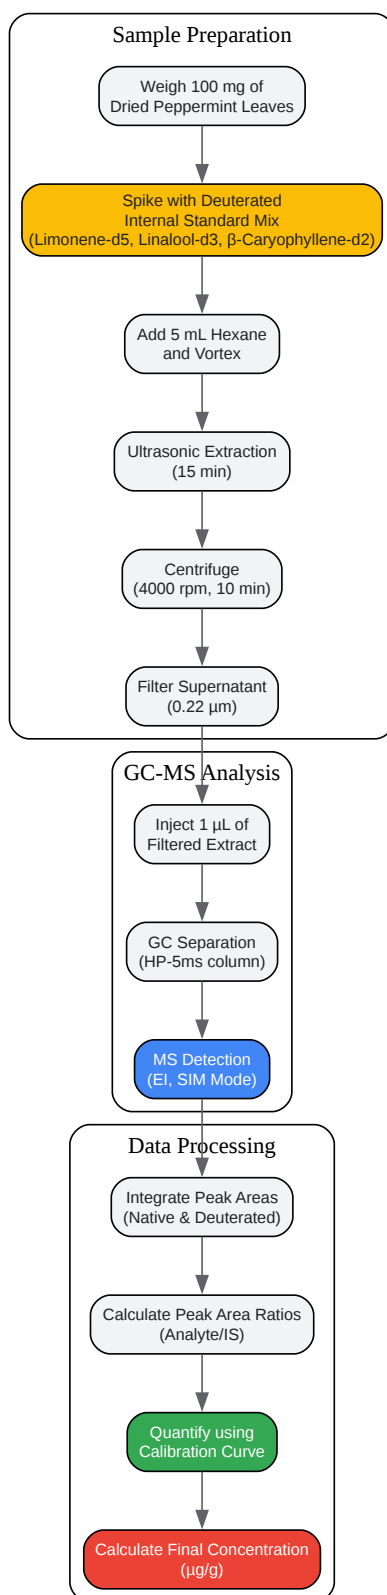 Sample Preparation
Weigh 100 mg of
Dried Peppermint Leaves
Spike with Deuterated
Internal Standard Mix
(Limonene-d5, Linalool-d3, β-Caryophyllene-d2)
Add 5 mL Hexane
and Vortex
Ultrasonic Extraction
(15 min)
Centrifuge
(4000 rpm, 10 min)
Filter Supernatant
(0.22 µm)
GC-MS Analysis
Inject 1 µL of
Filtered Extract
GC Separation
(HP-5ms column)
MS Detection
(EI, SIM Mode)
Data Processing
Integrate Peak Areas
(Native & Deuterated)
Calculate Peak Area Ratios
(Analyte/IS)
Quantify using
Calibration Curve
Calculate Final Concentration
(µg/g)